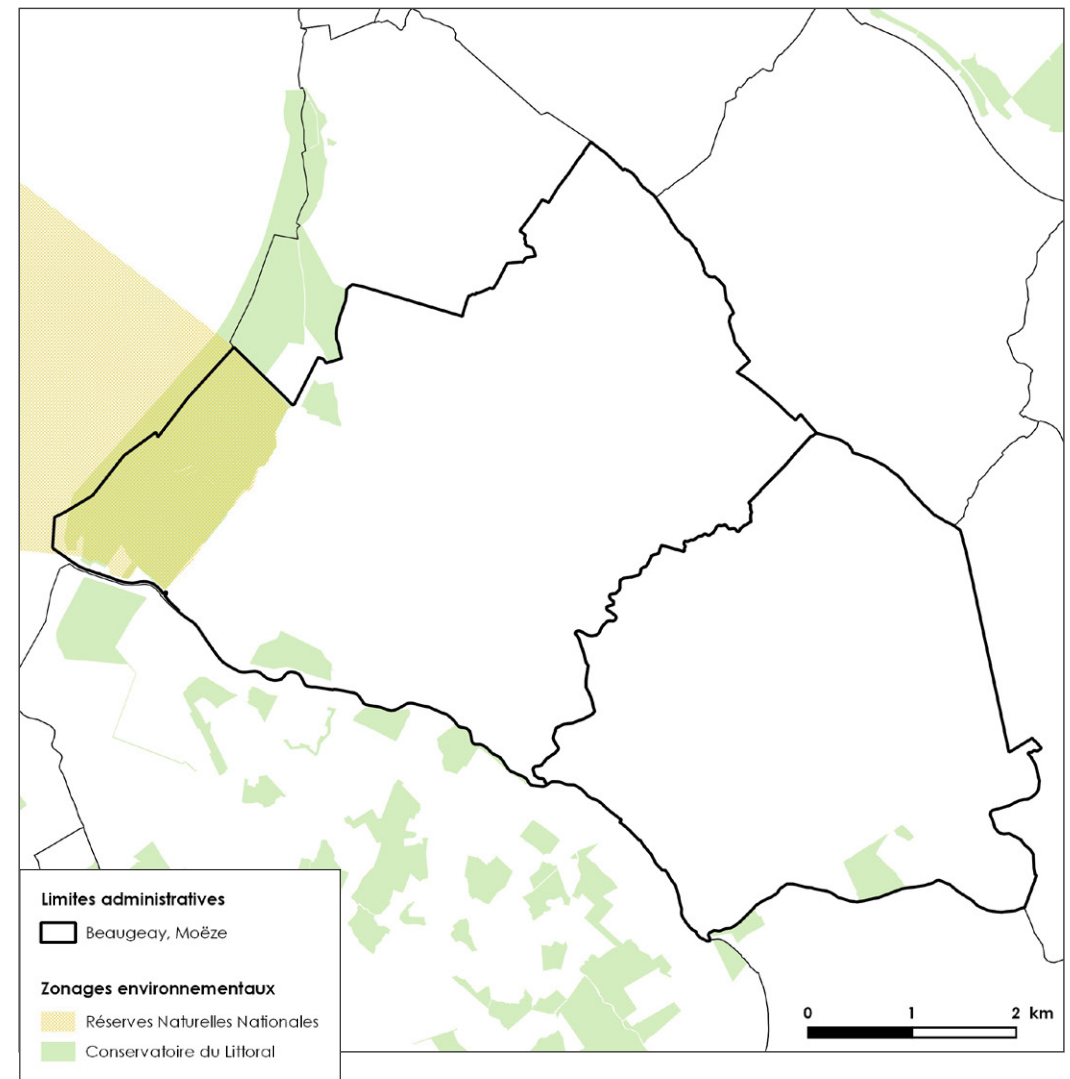 Limites administratives
Beaugeay, Moëze
Zonages environnementaux
Réserves Naturelles Nationales
Conservatoire du Littoral
0 1 2 km